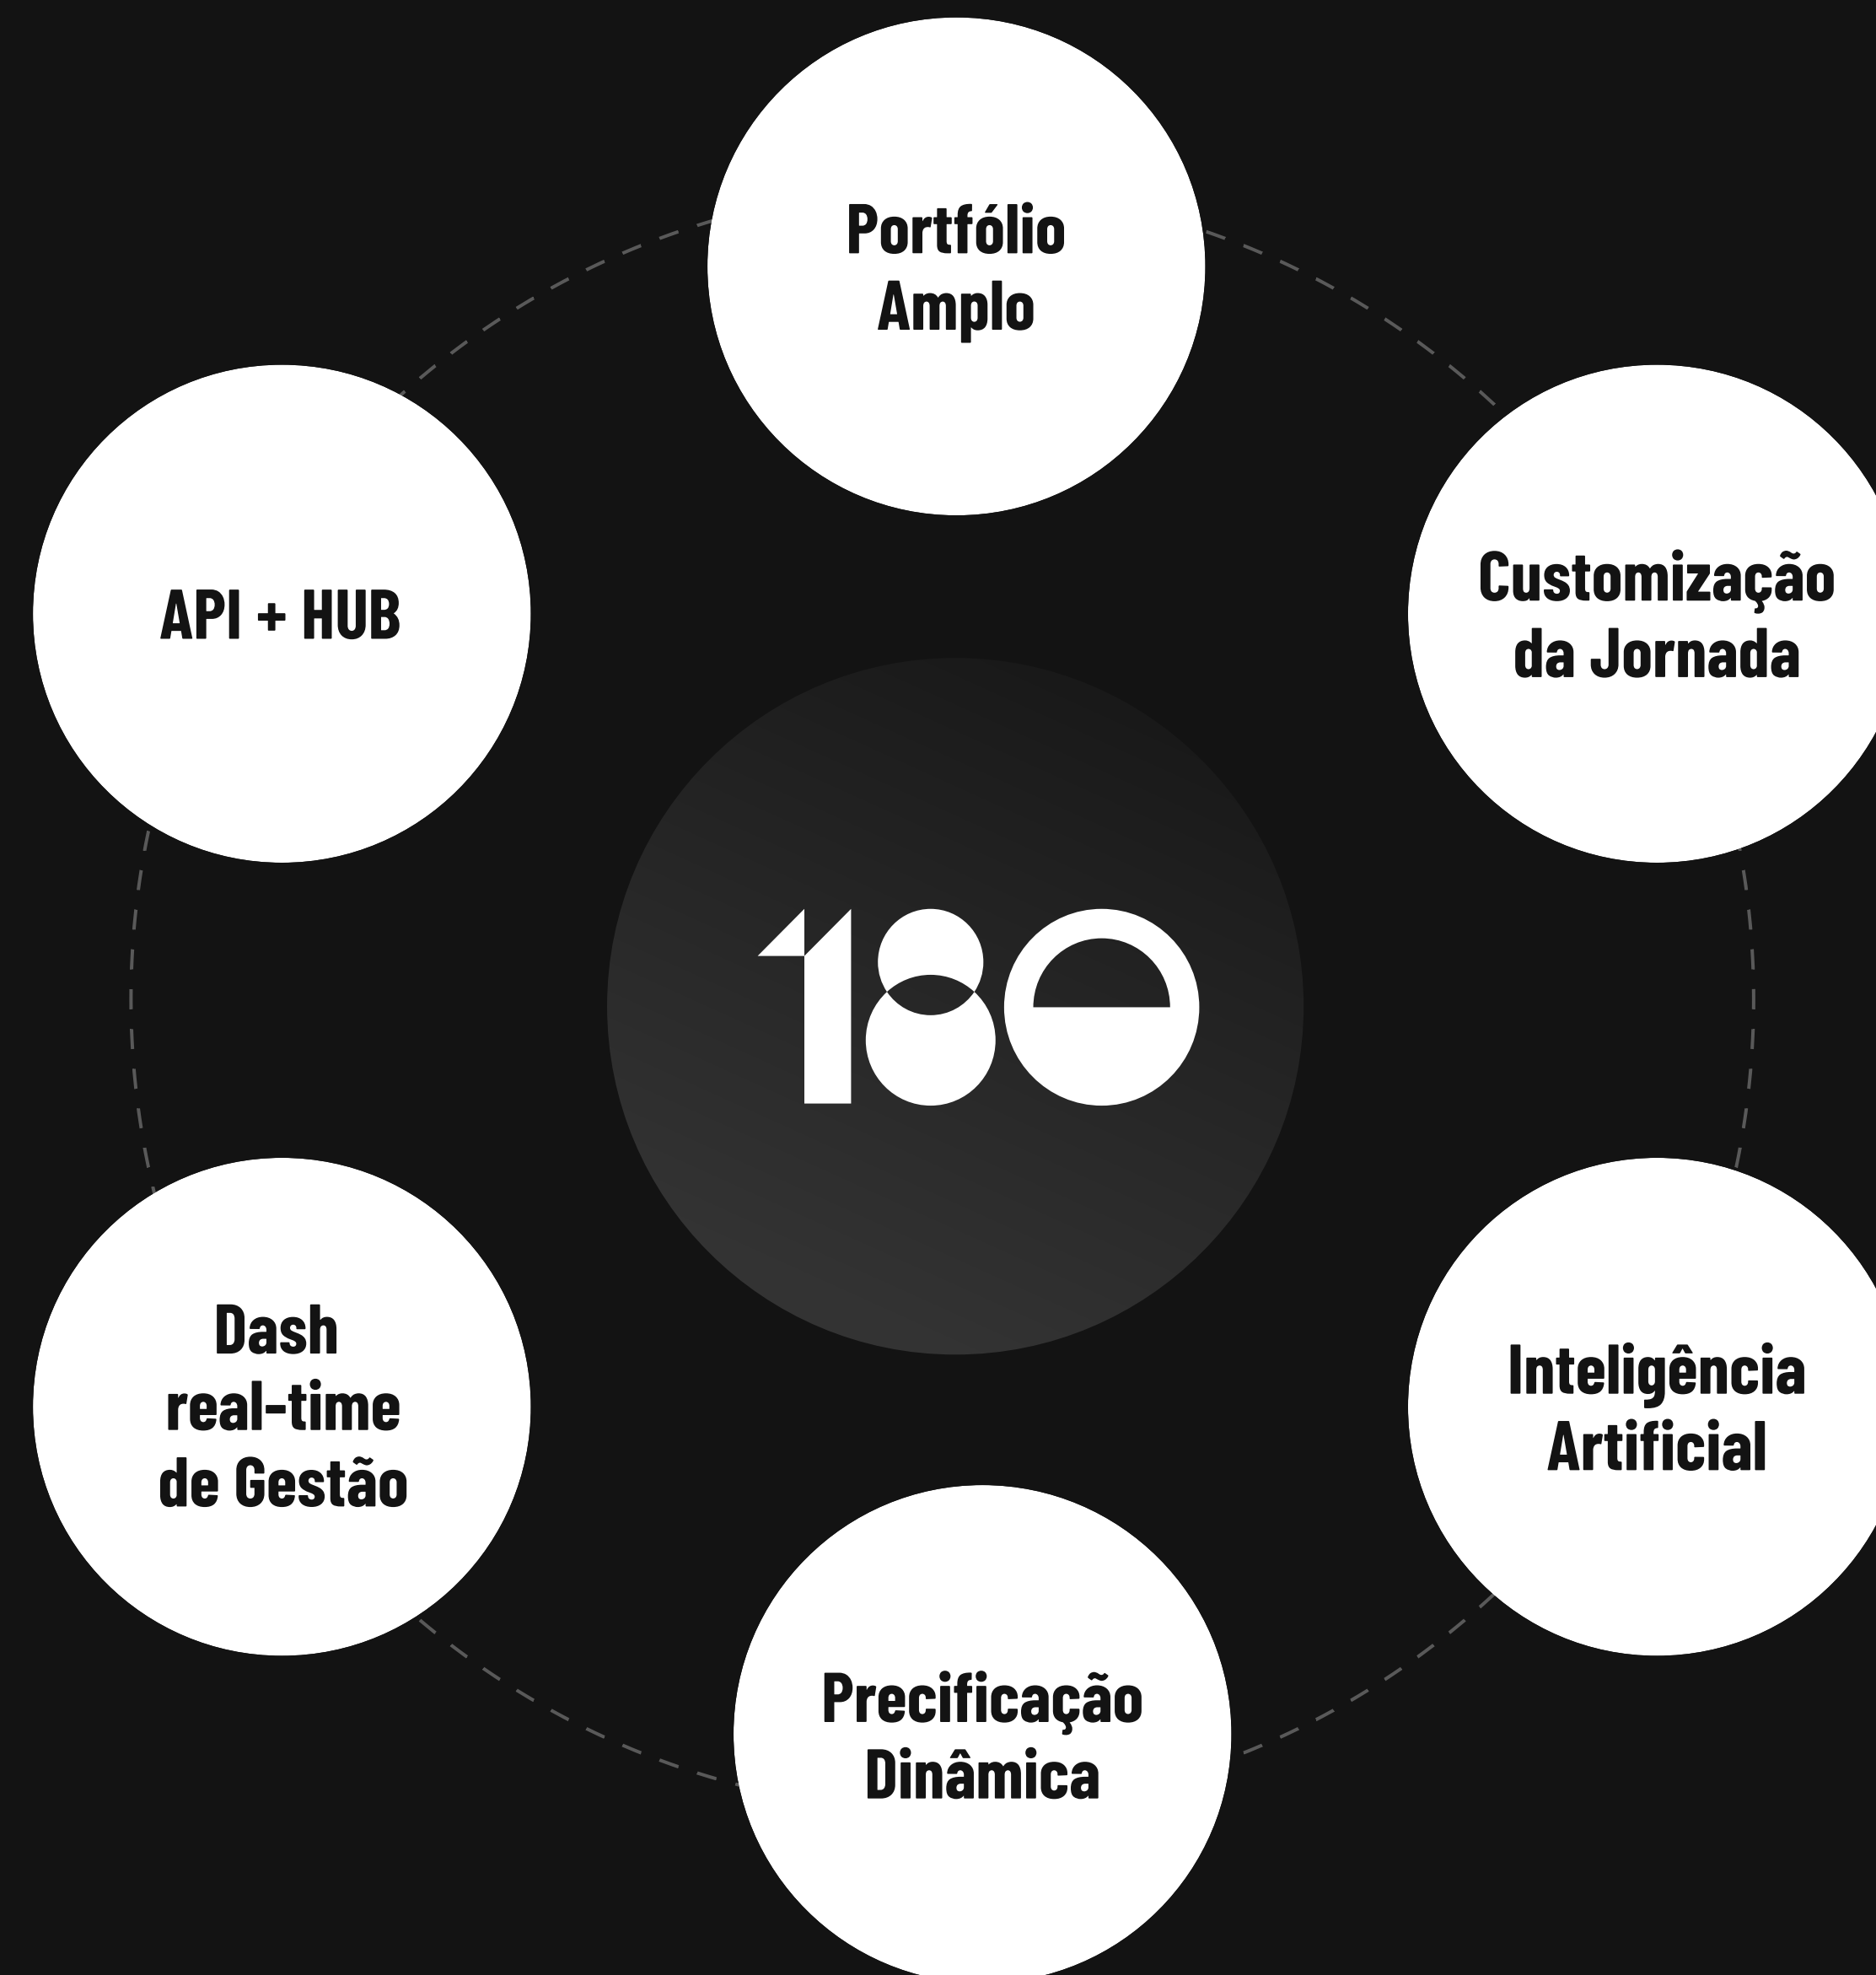 Portfólio
Amplo
Customização
da Jornada
API + HUB
180
Inteligência
Artificial
Dash
real-time
de Gestão
Precificação
Dinâmica